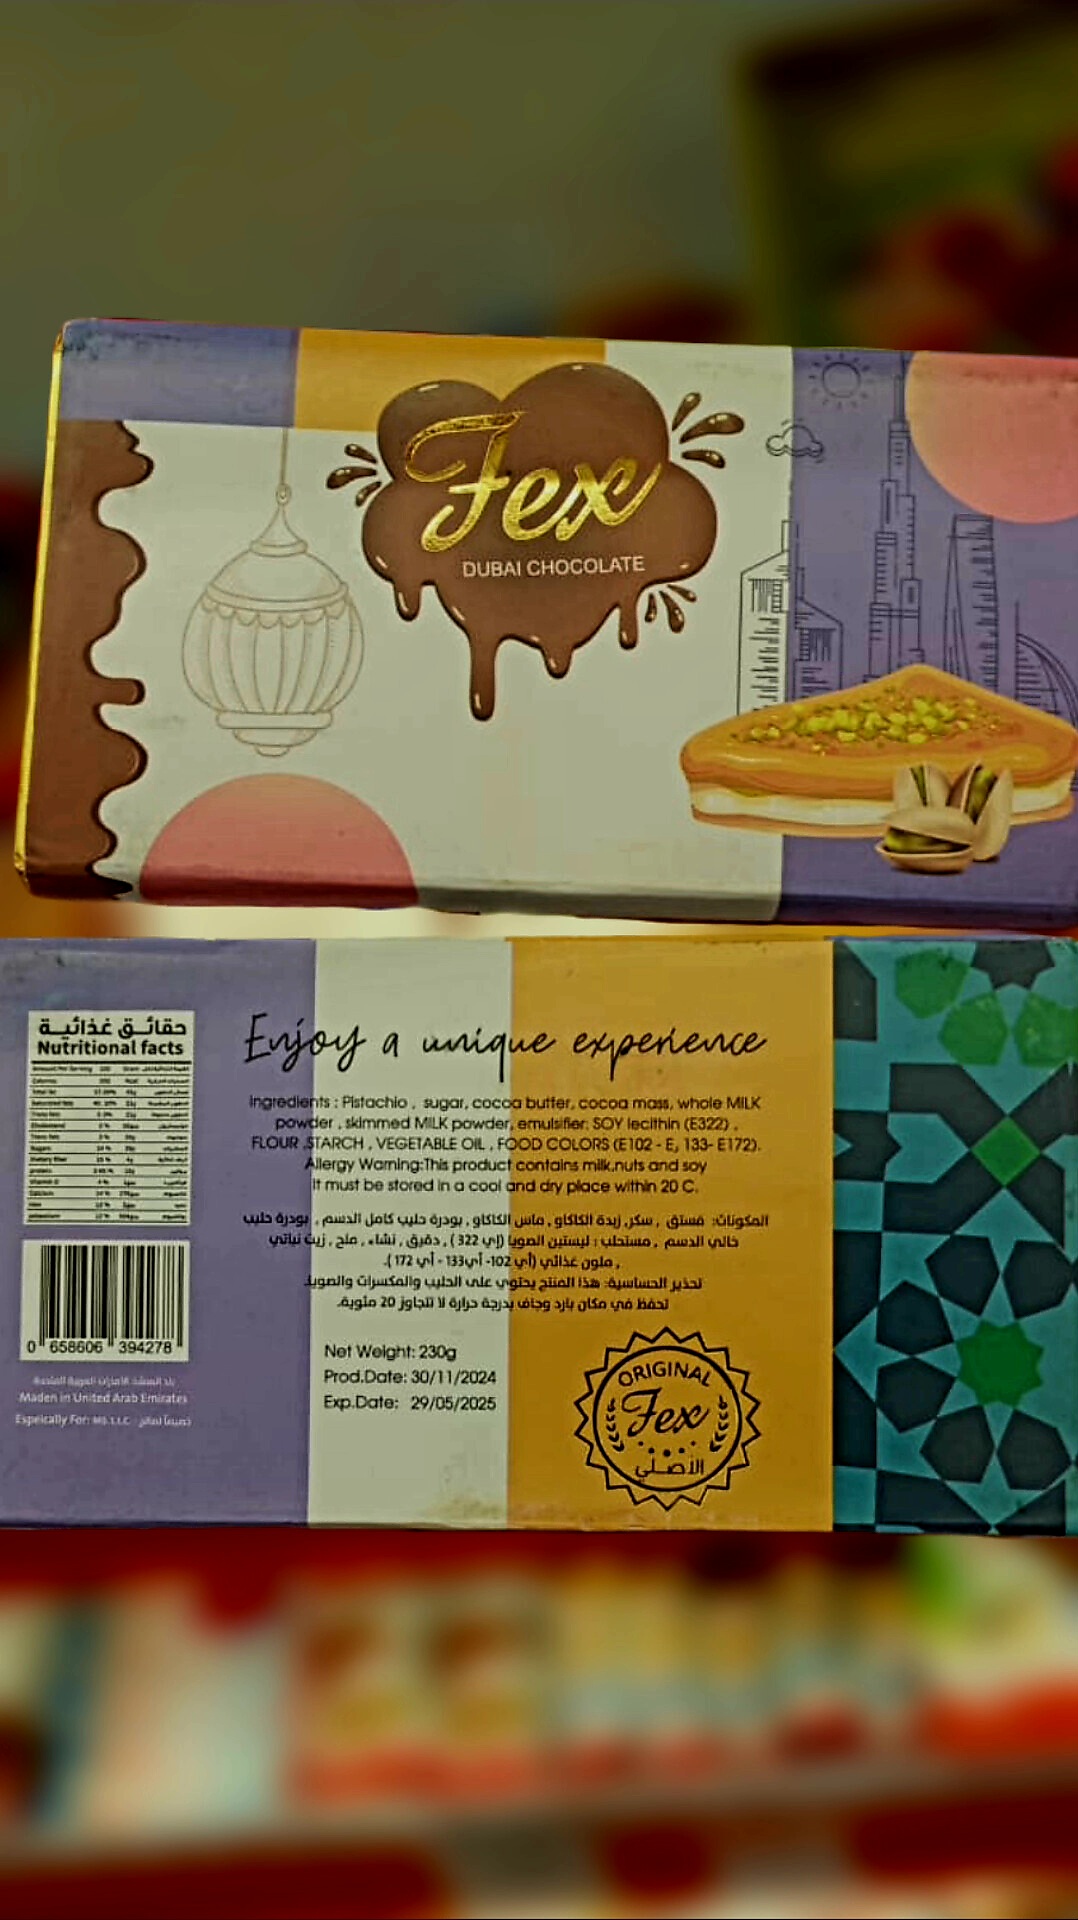 Fex
DUBAI CHOCOLATE
حقائق غذائية
Nutritional facts
Enjoy a unique experience
Ingredients : Pistachio , sugar, cocoa butter, cocoa mass, whole MILK
powder , skimmed MILK powder, emulsifier: SOY lecithin (E322) ,
FLOUR ,STARCH , VEGETABLE OIL , FOOD COLORS (E102 - E, 133- E172).
Allergy Warning:This product contains milk,nuts and soy
It must be stored in a cool and dry place within 20 C.
المكونات: فستق , سكر, زبدة الكاكاو , ماس الكاكاو , بودرة حليب كامل الدسم , بودرة حليب
خالي الدسم , مستحلب : ليستين الصويا (إي 322 ) , دقيق , نشاء , ملح , زيت نباتي
, ملون غذائي (أي 102- أي133 - أي 172 ).
تحذير الحساسية: هذا المنتج يحتوي على الحليب والمكسرات والصويا.
تحفظ في مكان بارد وجاف بدرجة حرارة لا تتجاوز 20 مئوية.
0 658606 394278
Maden in United Arab Emirates
Espeically For: MG.L.L.C
Net Weight: 230g
Prod.Date: 30/11/2024
Exp.Date: 29/05/2025
ORIGINAL
Fex
الأصلي